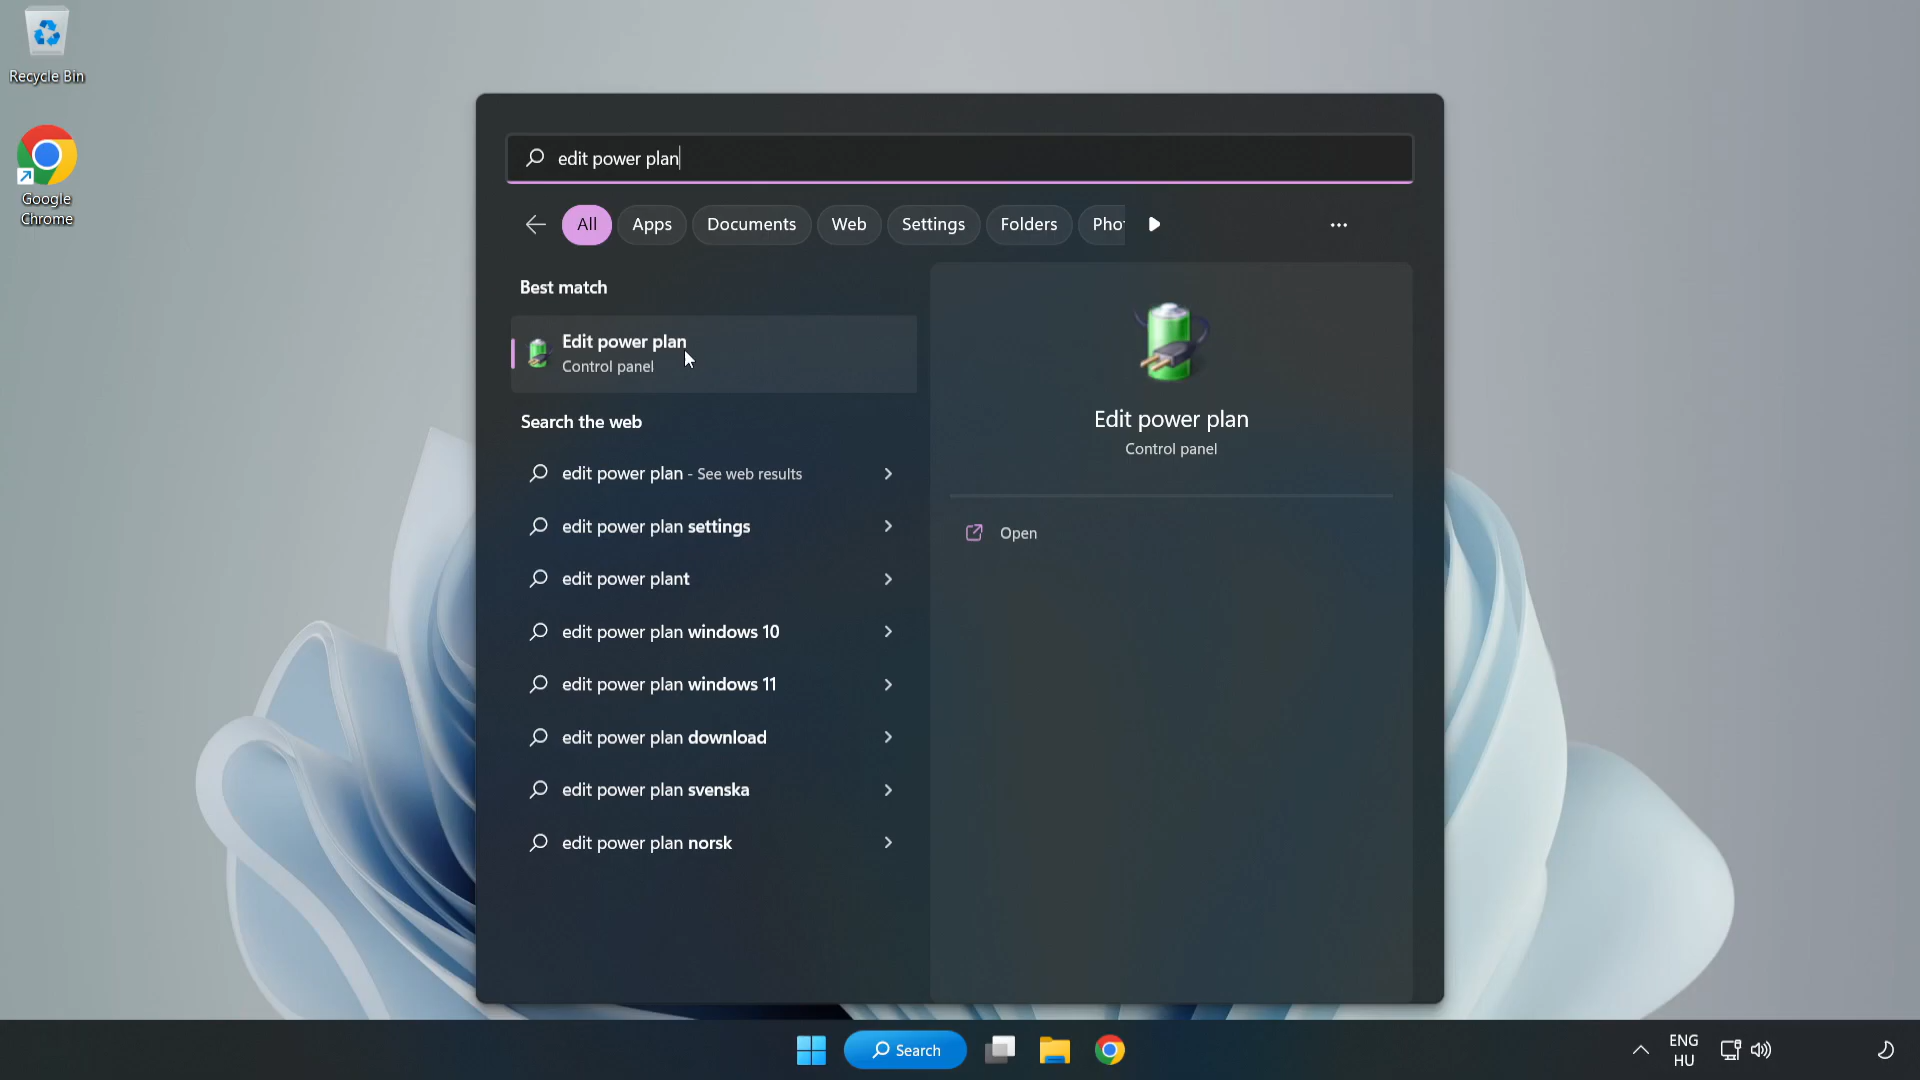 Recycle Bin
Google
Chrome
edit power plan
All
Apps
Documents
Web
Settings
Folders
Pho
Best match
Edit power plan
Control panel
Search the web
edit power plan - See web results
edit power plan settings
edit power plant
edit power plan windows 10
edit power plan windows 11
edit power plan download
edit power plan svenska
edit power plan norsk
Edit power plan
Control panel
Open
Search
ENG
HU